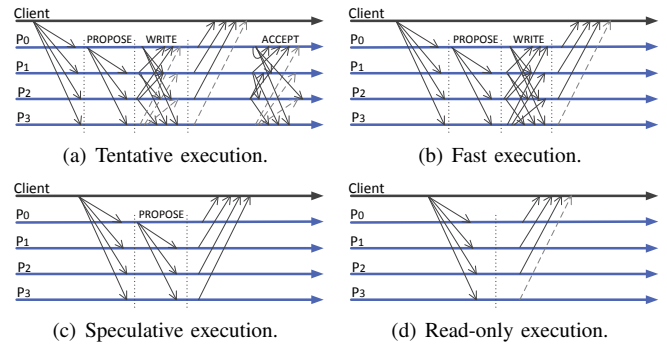 Client
P0 PROPOSE WRITE ACCEPT
P1
P2
P3
(a) Tentative execution.
Client
P0 PROPOSE WRITE
P1
P2
P3
(b) Fast execution.
Client
P0 PROPOSE
P1
P2
P3
(c) Speculative execution.
Client
P0
P1
P2
P3
(d) Read-only execution.